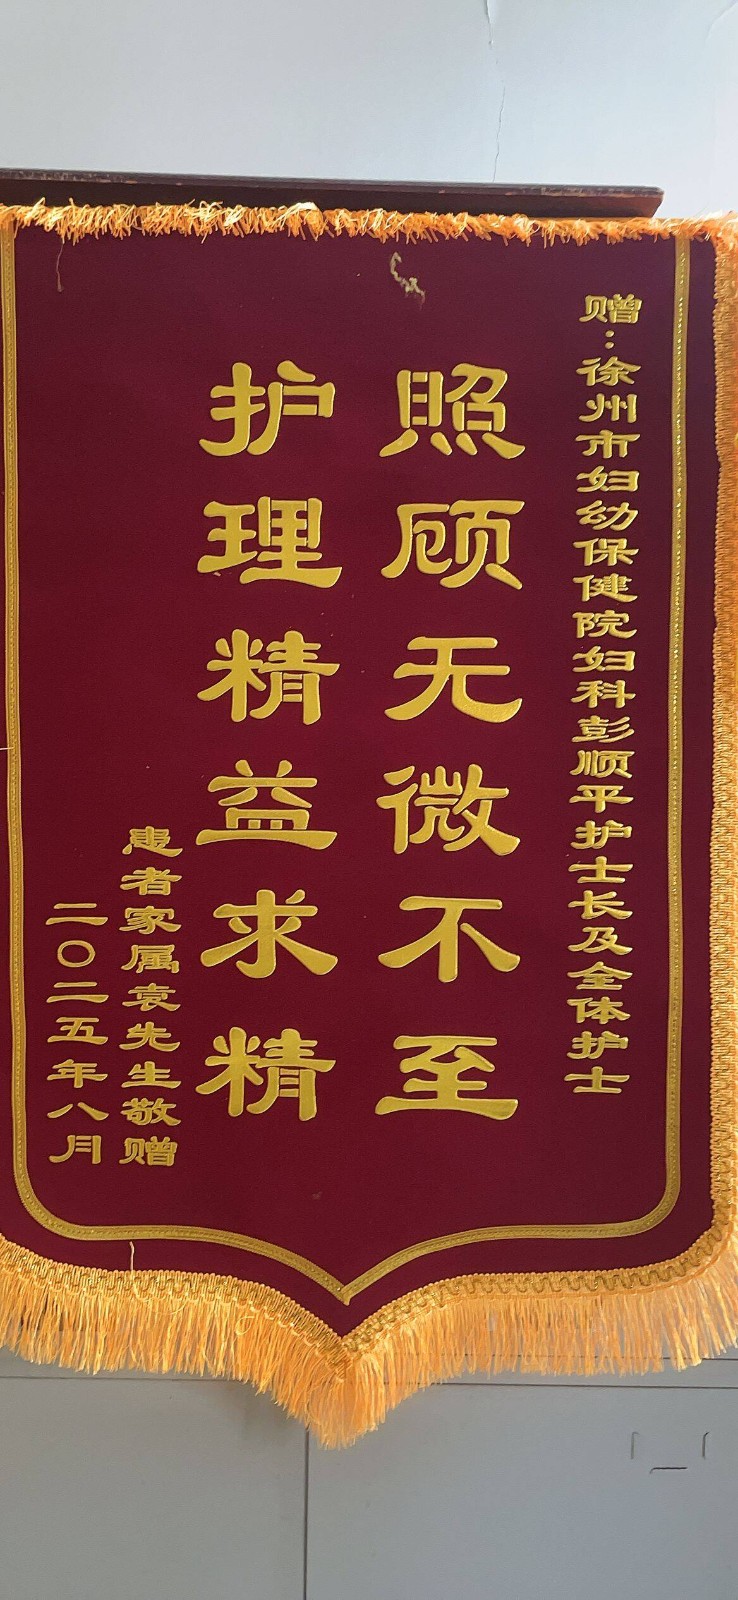 赠：徐州市妇幼保健院妇科彭顺平护士长及全体护士
照顾无微不至
护理精益求精
患者家属袁先生敬赠
二〇二五年八月